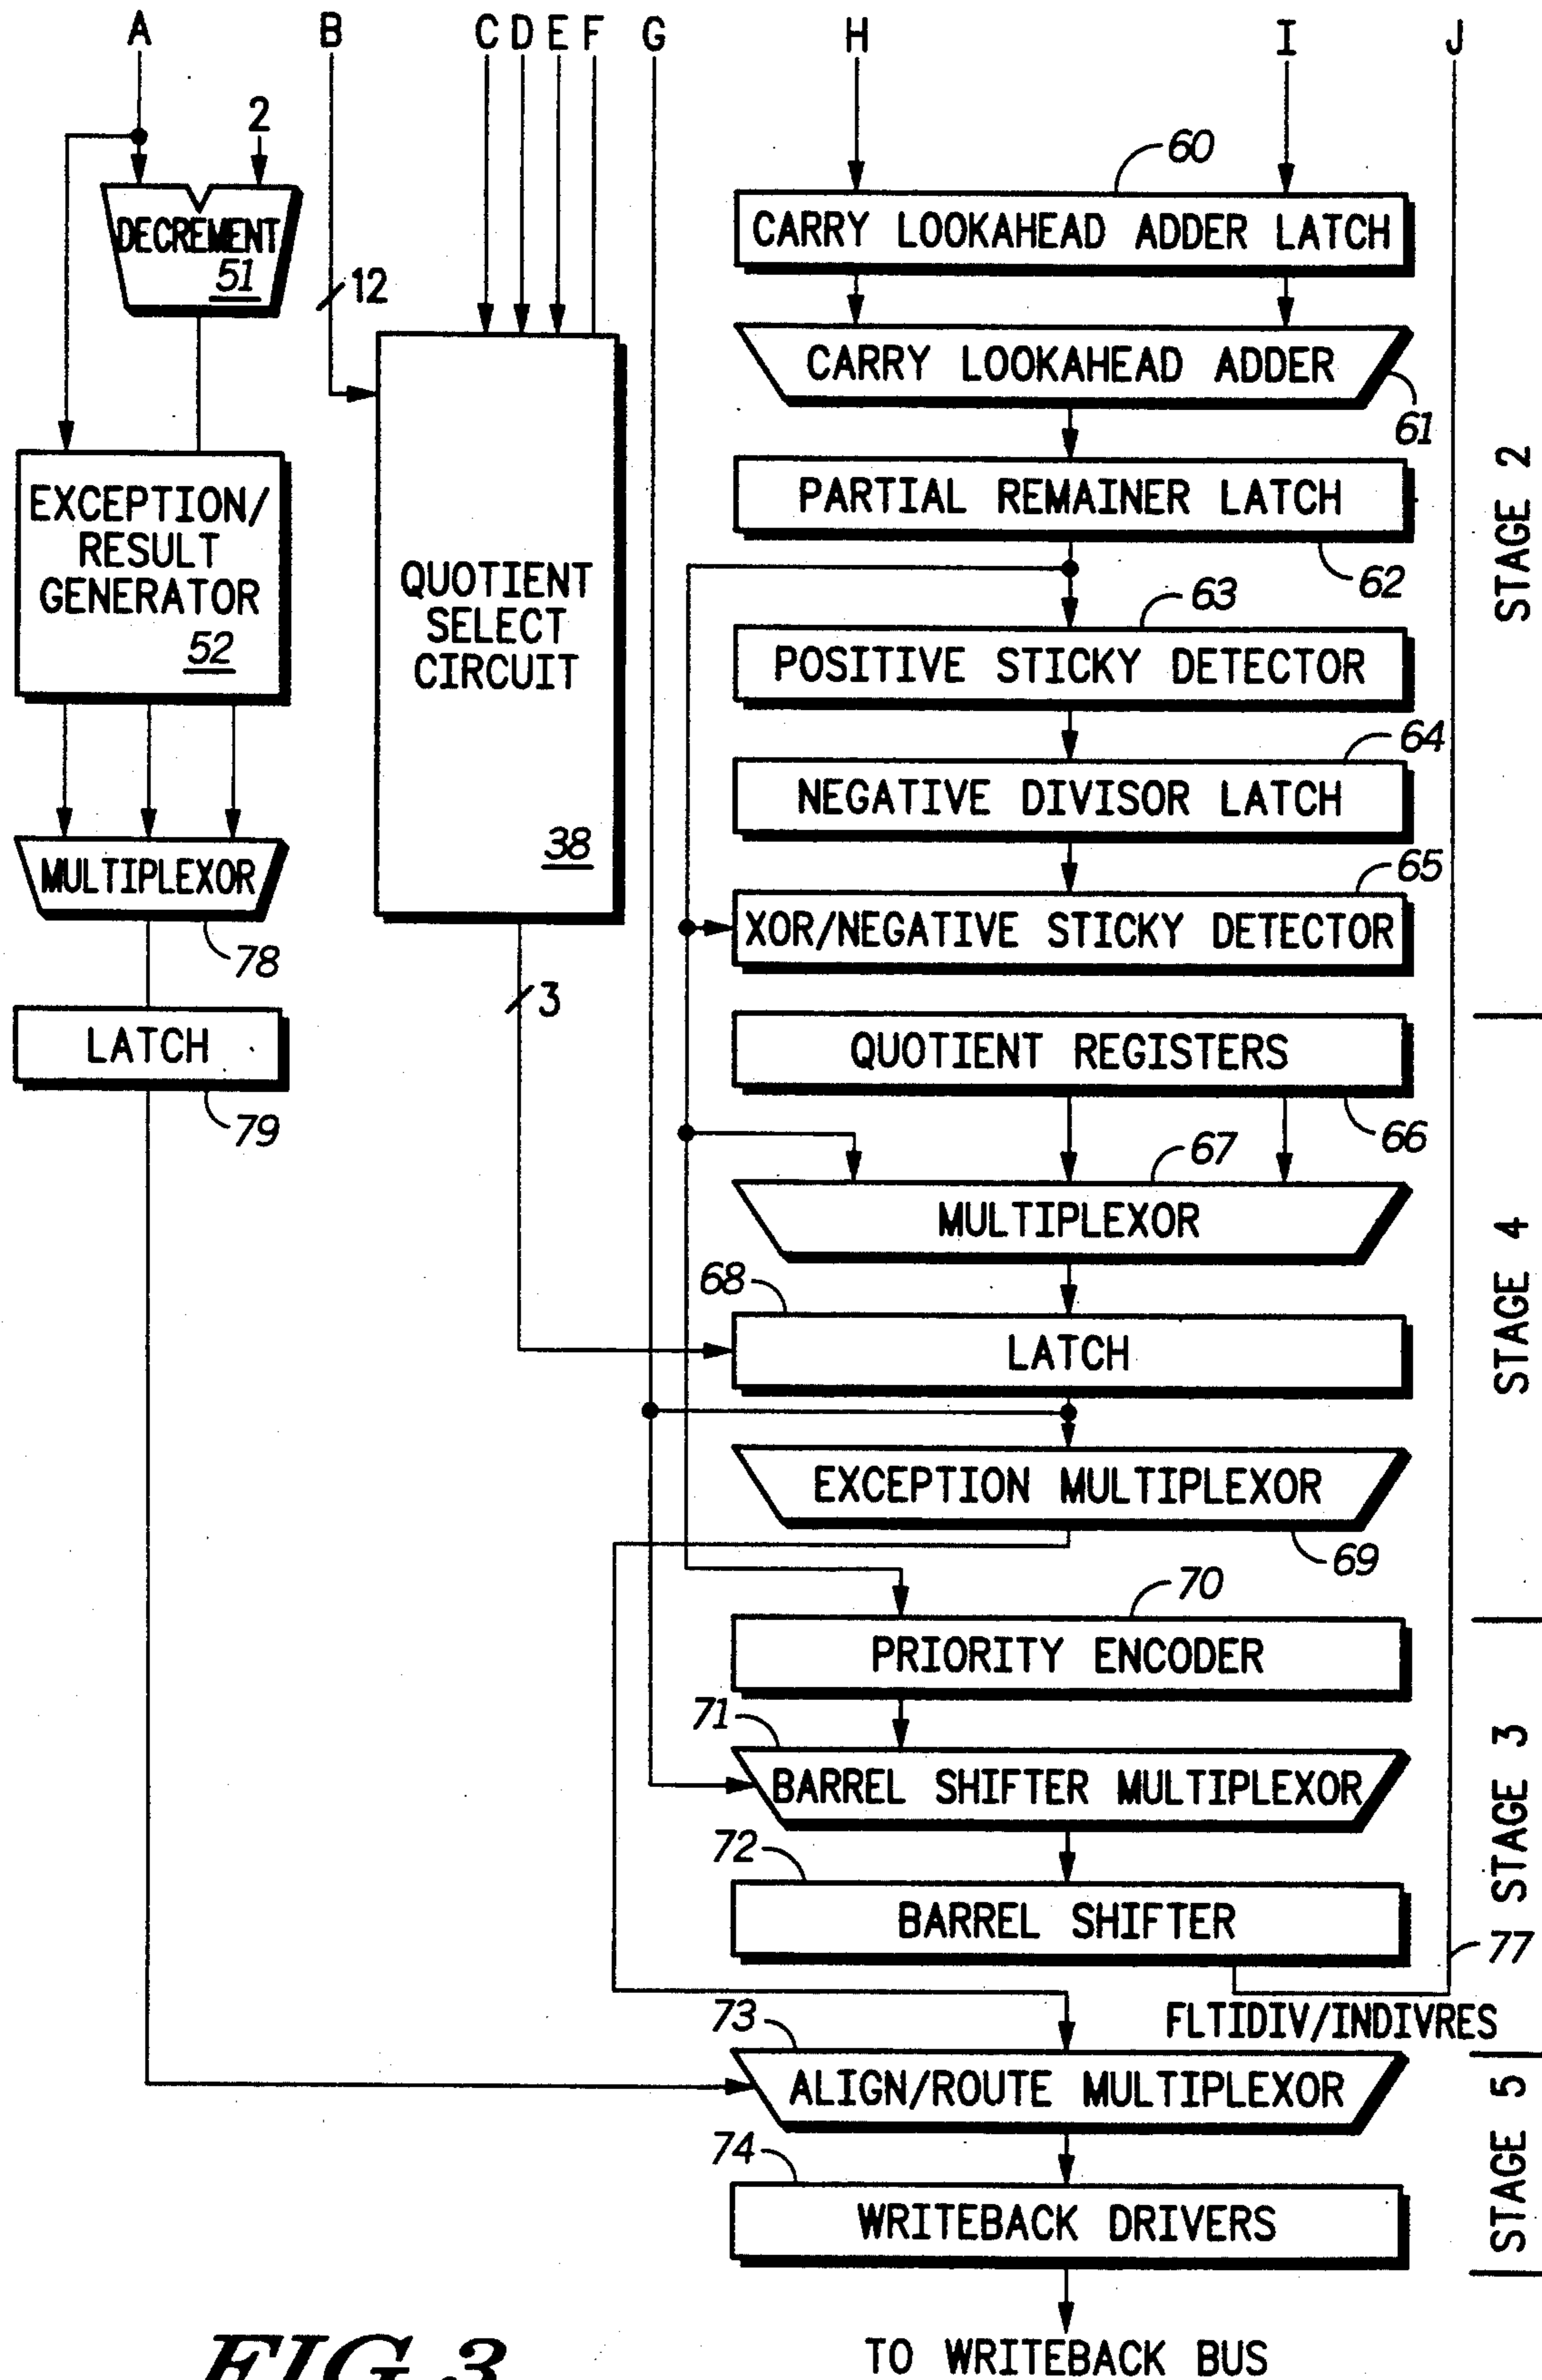 A B C D E F G H I J
2
60
DECREMENT
51
CARRY LOOKAHEAD ADDER LATCH
12
CARRY LOOKAHEAD ADDER
61
STAGE 2
EXCEPTION/
RESULT
GENERATOR
52
PARTIAL REMAINER LATCH
62
QUOTIENT
SELECT
CIRCUIT
38
63
POSITIVE STICKY DETECTOR
64
NEGATIVE DIVISOR LATCH
MULTIPLEXOR
78
65
XOR/NEGATIVE STICKY DETECTOR
3
LATCH
79
QUOTIENT REGISTERS
66
67
MULTIPLEXOR
STAGE 4
68
LATCH
EXCEPTION MULTIPLEXOR
69
70
PRIORITY ENCODER
71
BARREL SHIFTER MULTIPLEXOR
STAGE 3
72
BARREL SHIFTER
77
FLTIDIV/INDIVRES
73
ALIGN/ROUTE MULTIPLEXOR
STAGE 5
74
WRITEBACK DRIVERS
TO WRITEBACK BUS
FIG.3